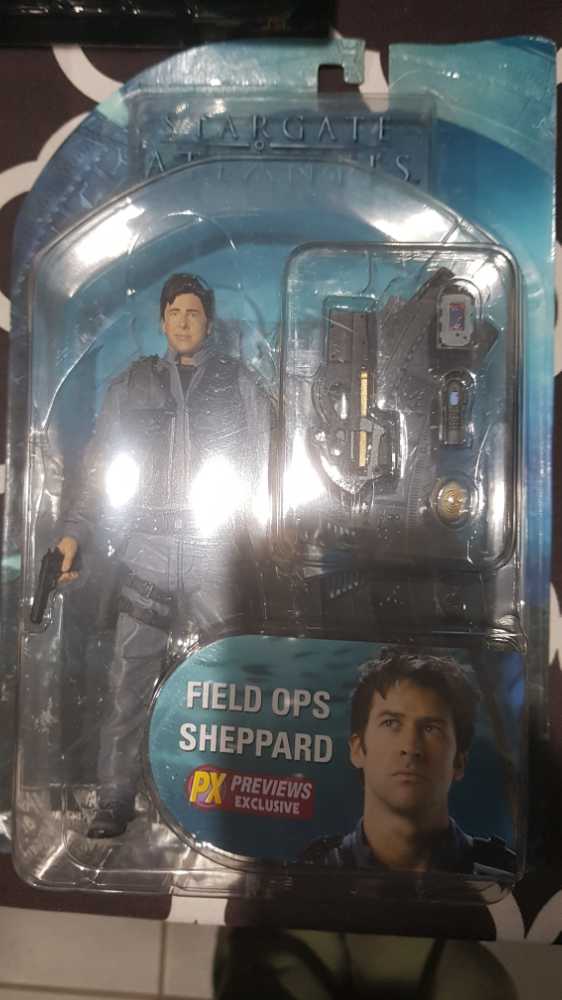 STARGATE
ATLANTIS
FIELD OPS
SHEPPARD
PX PREVIEWS
EXCLUSIVE